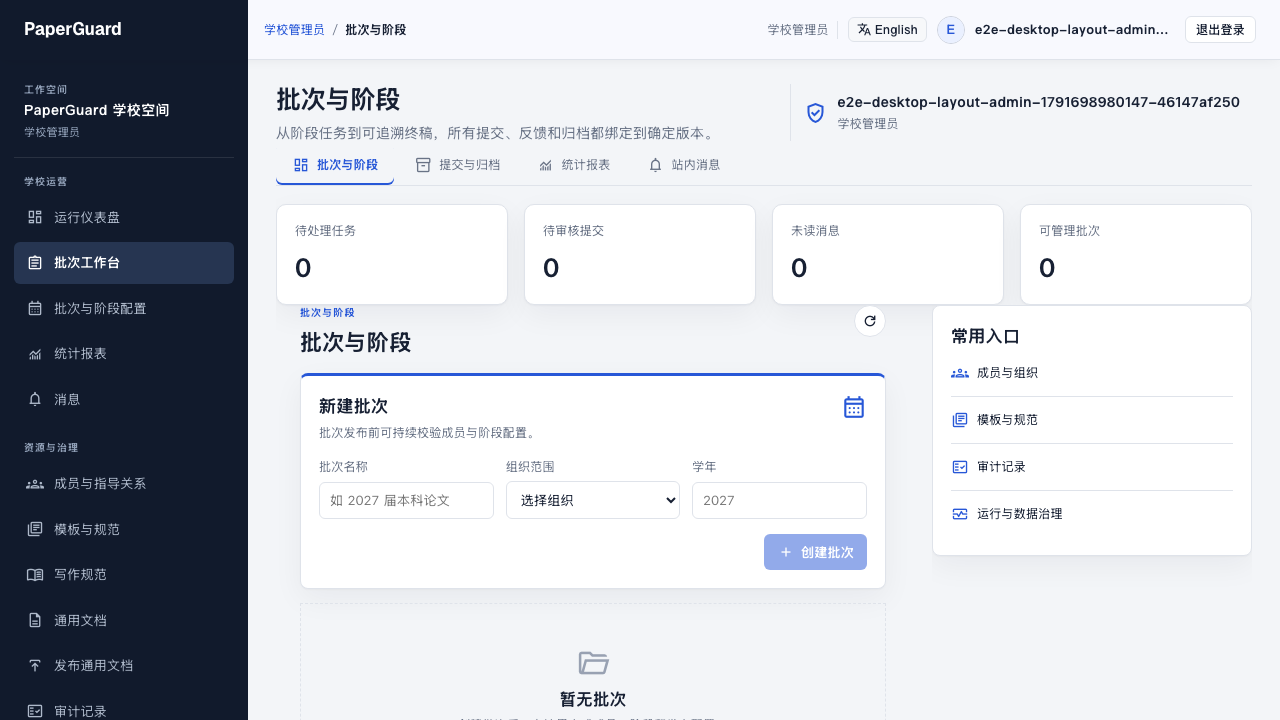 PaperGuard
工作空间
PaperGuard 学校空间
学校管理员
学校运营
运行仪表盘
批次工作台
批次与阶段配置
统计报表
消息
资源与治理
成员与指导关系
模板与规范
写作规范
通用文档
发布通用文档
审计记录
学校管理员 / 批次与阶段
学校管理员
English
E
e2e-desktop-layout-admin...
退出登录
批次与阶段
从阶段任务到可追溯终稿，所有提交、反馈和归档都绑定到确定版本。
e2e-desktop-layout-admin-1791698980147-46147af250
学校管理员
批次与阶段
提交与归档
统计报表
站内消息
待处理任务
0
待审核提交
0
未读消息
0
可管理批次
0
批次与阶段
批次与阶段
新建批次
批次发布前可持续校验成员与阶段配置。
批次名称
组织范围
学年
如 2027 届本科论文
选择组织
2027
创建批次
暂无批次
常用入口
成员与组织
模板与规范
审计记录
运行与数据治理